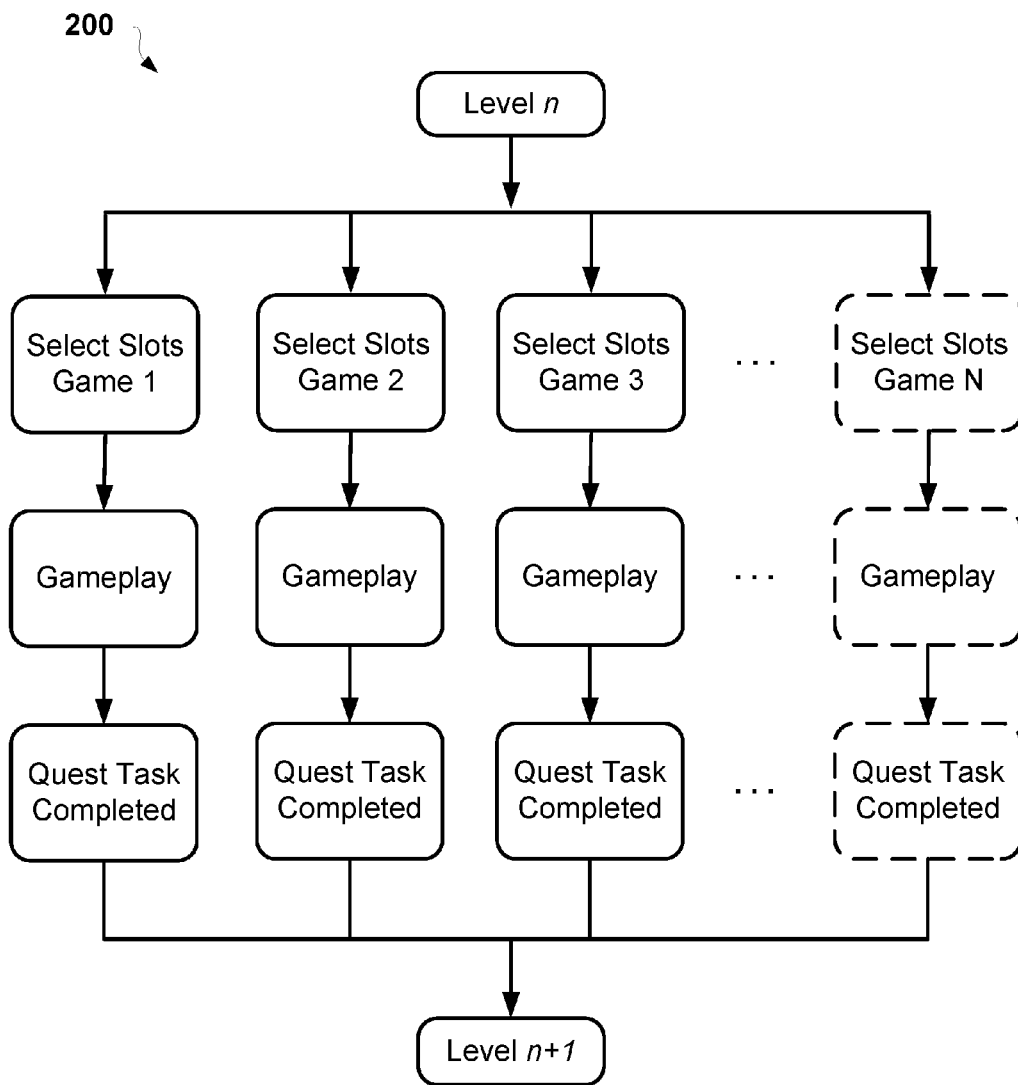 200
Level n
Select Slots
Game 1
Select Slots
Game 2
Select Slots
Game 3
. . .
Select Slots
Game N
Gameplay
Gameplay
Gameplay
. . .
Gameplay
Quest Task
Completed
Quest Task
Completed
Quest Task
Completed
. . .
Quest Task
Completed
Level n+1